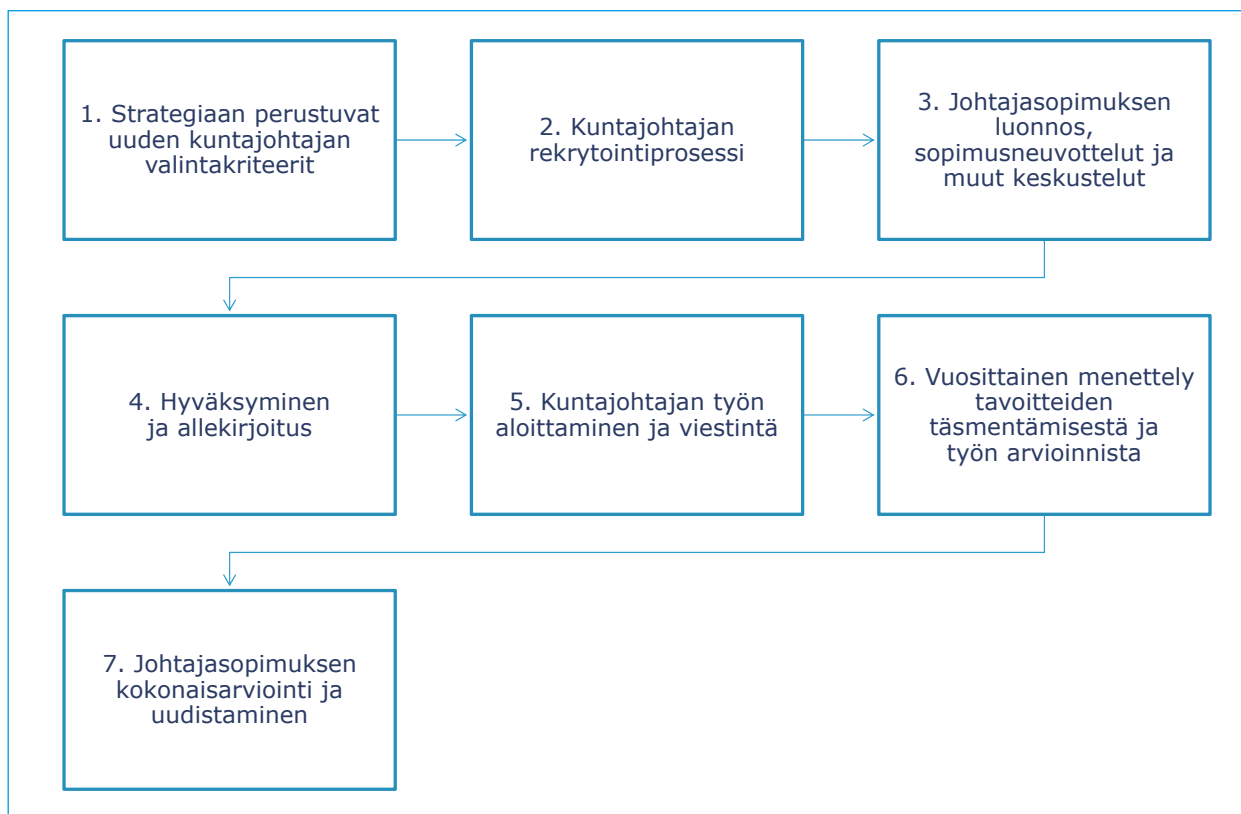 1. Strategiaan perustuvat
uuden kuntajohtajan
valintakriteerit
2. Kuntajohtajan
rekrytointiprosessi
3. Johtajasopimuksen
luonnos,
sopimusneuvottelut ja
muut keskustelut
4. Hyväksyminen
ja allekirjoitus
5. Kuntajohtajan työn
aloittaminen ja viestintä
6. Vuosittainen menettely
tavoitteiden
täsmentämisestä ja
työn arvioinnista
7. Johtajasopimuksen
kokonaisarviointi ja
uudistaminen